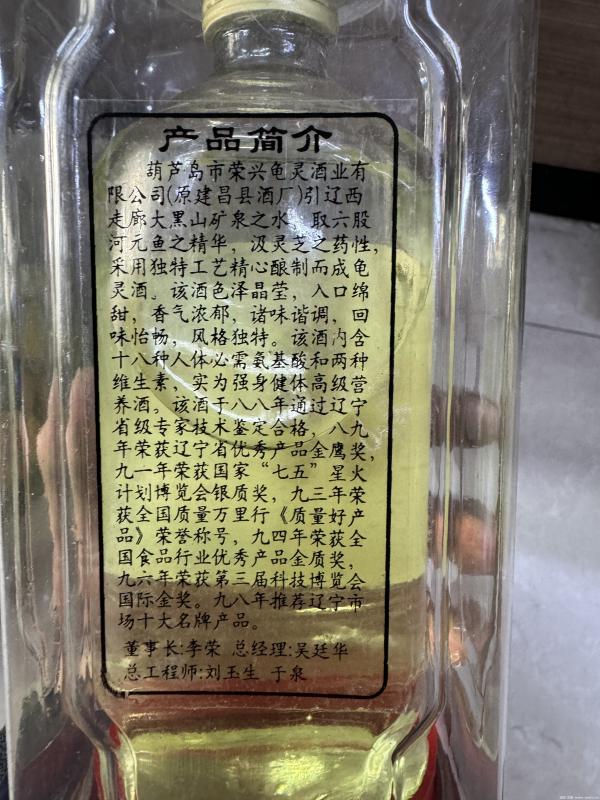 产品简介
葫芦岛市荣兴龟灵酒业有
限公司(原建昌县酒厂)引辽西
走廊大黑山矿泉之水，取六股
河元鱼之精华，汲灵芝之药性，
采用独特工艺精心酿制而成龟
灵酒。该酒色泽晶莹，入口绵
甜，香气浓郁，诸味谐调，回
味怡畅，风格独特。该酒内含
十八种人体必需氨基酸和两种
维生素，实为强身健体高级营
养酒。该酒于八八年通过辽宁
省级专家技术鉴定合格，八九
年荣获辽宁省优秀产品金鹰奖，
九一年荣获国家“七五”星火
计划博览会银质奖，九三年荣
获全国质量万里行《质量好产
品》荣誉称号，九四年荣获全
国食品行业优秀产品金质奖，
九六年荣获第三届科技博览会
国际金奖。九八年推荐辽宁市
场十大名牌产品。
董事长:李荣 总经理:吴廷华
总工程师:刘玉生 于泉